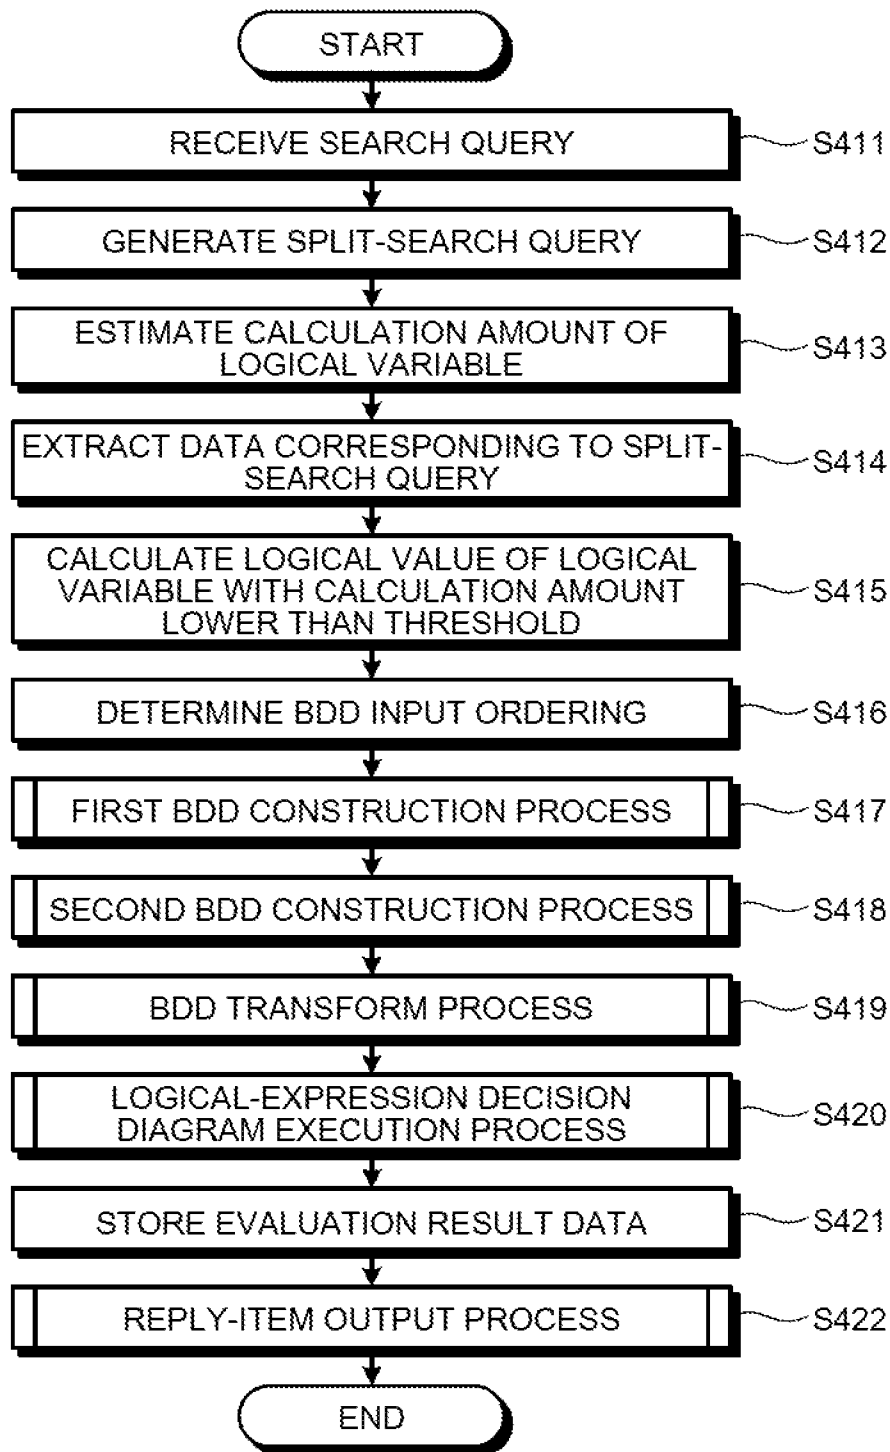 START
RECEIVE SEARCH QUERY
S411
GENERATE SPLIT-SEARCH QUERY
S412
ESTIMATE CALCULATION AMOUNT OF
LOGICAL VARIABLE
S413
EXTRACT DATA CORRESPONDING TO SPLIT-
SEARCH QUERY
S414
CALCULATE LOGICAL VALUE OF LOGICAL
VARIABLE WITH CALCULATION AMOUNT
LOWER THAN THRESHOLD
S415
DETERMINE BDD INPUT ORDERING
S416
FIRST BDD CONSTRUCTION PROCESS
S417
SECOND BDD CONSTRUCTION PROCESS
S418
BDD TRANSFORM PROCESS
S419
LOGICAL-EXPRESSION DECISION
DIAGRAM EXECUTION PROCESS
S420
STORE EVALUATION RESULT DATA
S421
REPLY-ITEM OUTPUT PROCESS
S422
END